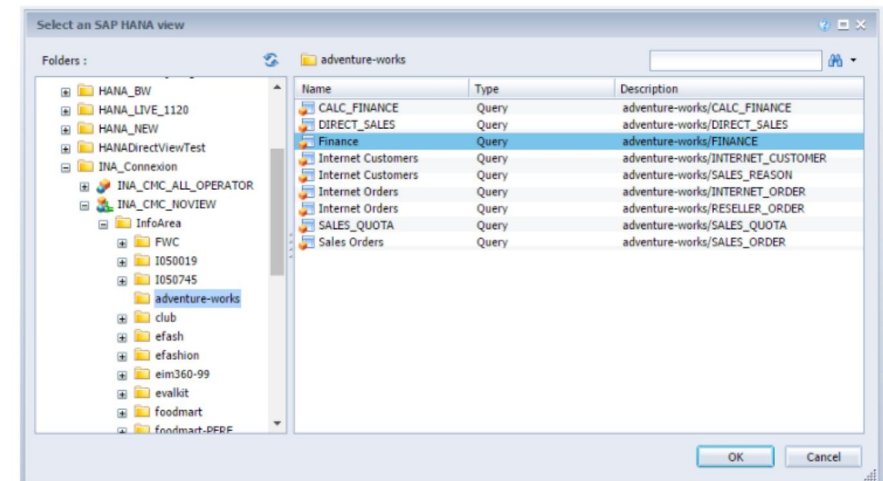 Select an SAP HANA view
Folders :
adventure-works
HANA_BW
HANA_LIVE_1120
HANA_NEW
HANADirectViewTest
INA_Connexion
INA_CMC_ALL_OPERATOR
INA_CMC_NOVIEW
InfoArea
FWC
I050019
I050745
adventure-works
club
efash
efashion
eim360-99
evalkit
foodmart
foodmart-PERF
Name Type Description
CALC_FINANCE Query adventure-works/CALC_FINANCE
DIRECT_SALES Query adventure-works/DIRECT_SALES
Finance Query adventure-works/FINANCE
Internet Customers Query adventure-works/INTERNET_CUSTOMER
Internet Customers Query adventure-works/SALES_REASON
Internet Orders Query adventure-works/INTERNET_ORDER
Internet Orders Query adventure-works/RESELLER_ORDER
SALES_QUOTA Query adventure-works/SALES_QUOTA
Sales Orders Query adventure-works/SALES_ORDER
OK Cancel